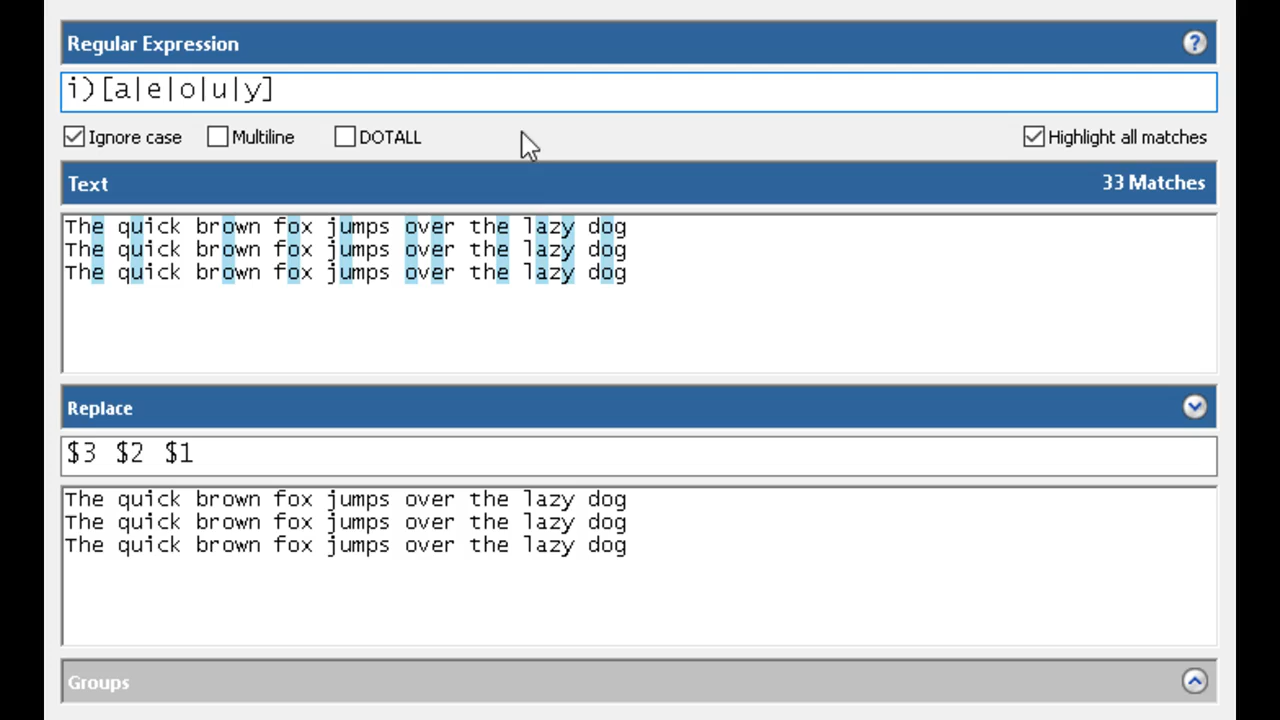 Regular Expression
i)[a|e|o|u|y]
Ignore case Multiline DOTALL Highlight all matches
Text 33 Matches
The quick brown fox jumps over the lazy dog
The quick brown fox jumps over the lazy dog
The quick brown fox jumps over the lazy dog
Replace
$3 $2 $1
The quick brown fox jumps over the lazy dog
The quick brown fox jumps over the lazy dog
The quick brown fox jumps over the lazy dog
Groups